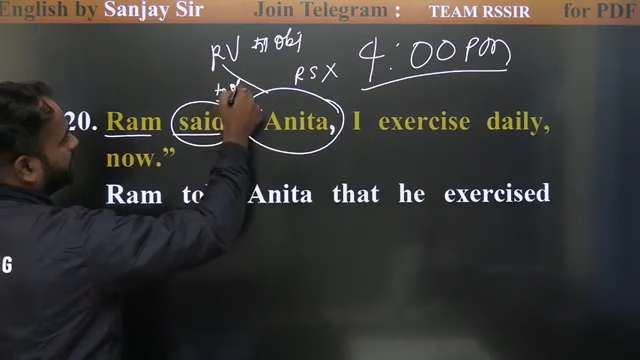 English by Sanjay Sir Join Telegram : TEAM RSSIR for PDF
RV का obj
RSX
4:00 PM
20. Ram said Anita, I exercise daily,
now.”
Ram to Anita that he exercised
G